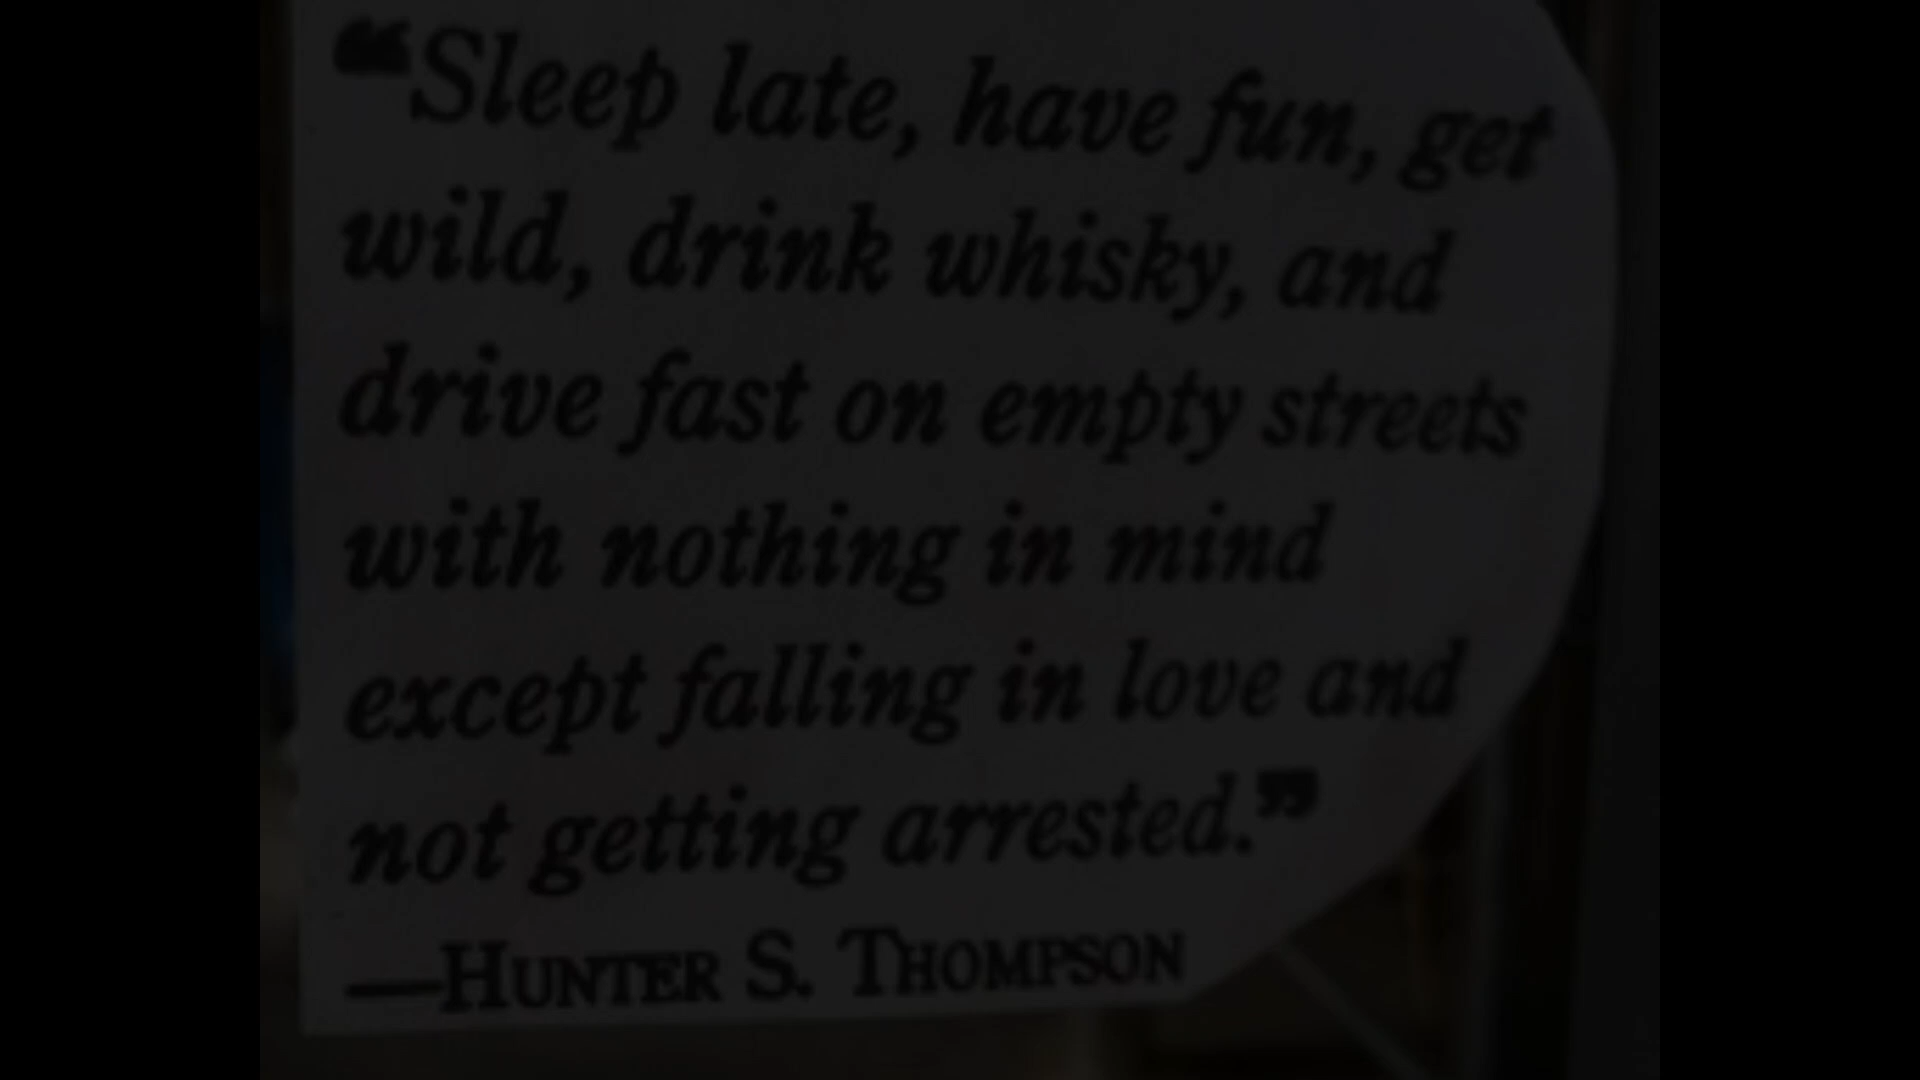 “Sleep late, have fun, get
wild, drink whisky, and
drive fast on empty streets
with nothing in mind
except falling in love and
not getting arrested.”
—HUNTER S. THOMPSON